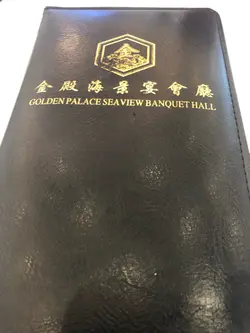 金殿海景宴會廳
GOLDEN PALACE SEAVIEW BANQUET HALL